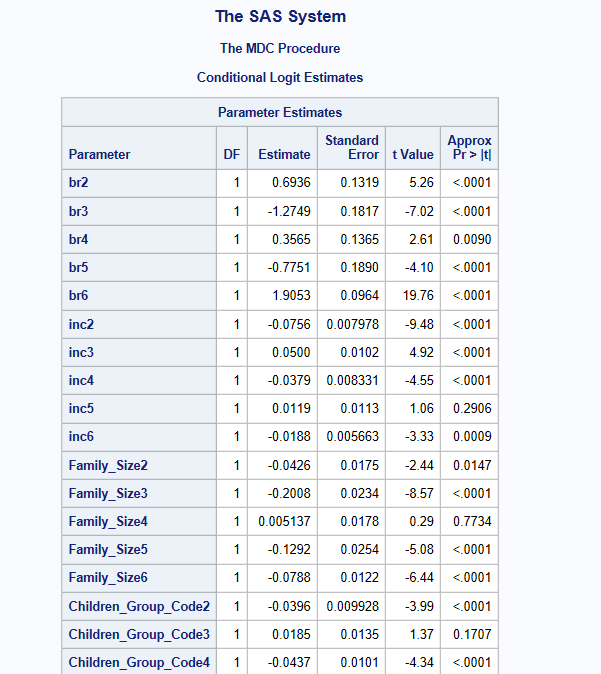 The SAS System
The MDC Procedure
Conditional Logit Estimates
Parameter Estimates
Parameter DF Estimate Standard Error t Value Approx Pr > |t|
br2 1 0.6936 0.1319 5.26 <.0001
br3 1 -1.2749 0.1817 -7.02 <.0001
br4 1 0.3565 0.1365 2.61 0.0090
br5 1 -0.7751 0.1890 -4.10 <.0001
br6 1 1.9053 0.0964 19.76 <.0001
inc2 1 -0.0756 0.007978 -9.48 <.0001
inc3 1 0.0500 0.0102 4.92 <.0001
inc4 1 -0.0379 0.008331 -4.55 <.0001
inc5 1 0.0119 0.0113 1.06 0.2906
inc6 1 -0.0188 0.005663 -3.33 0.0009
Family_Size2 1 -0.0426 0.0175 -2.44 0.0147
Family_Size3 1 -0.2008 0.0234 -8.57 <.0001
Family_Size4 1 0.005137 0.0178 0.29 0.7734
Family_Size5 1 -0.1292 0.0254 -5.08 <.0001
Family_Size6 1 -0.0788 0.0122 -6.44 <.0001
Children_Group_Code2 1 -0.0396 0.009928 -3.99 <.0001
Children_Group_Code3 1 0.0185 0.0135 1.37 0.1707
Children_Group_Code4 1 -0.0437 0.0101 -4.34 <.0001